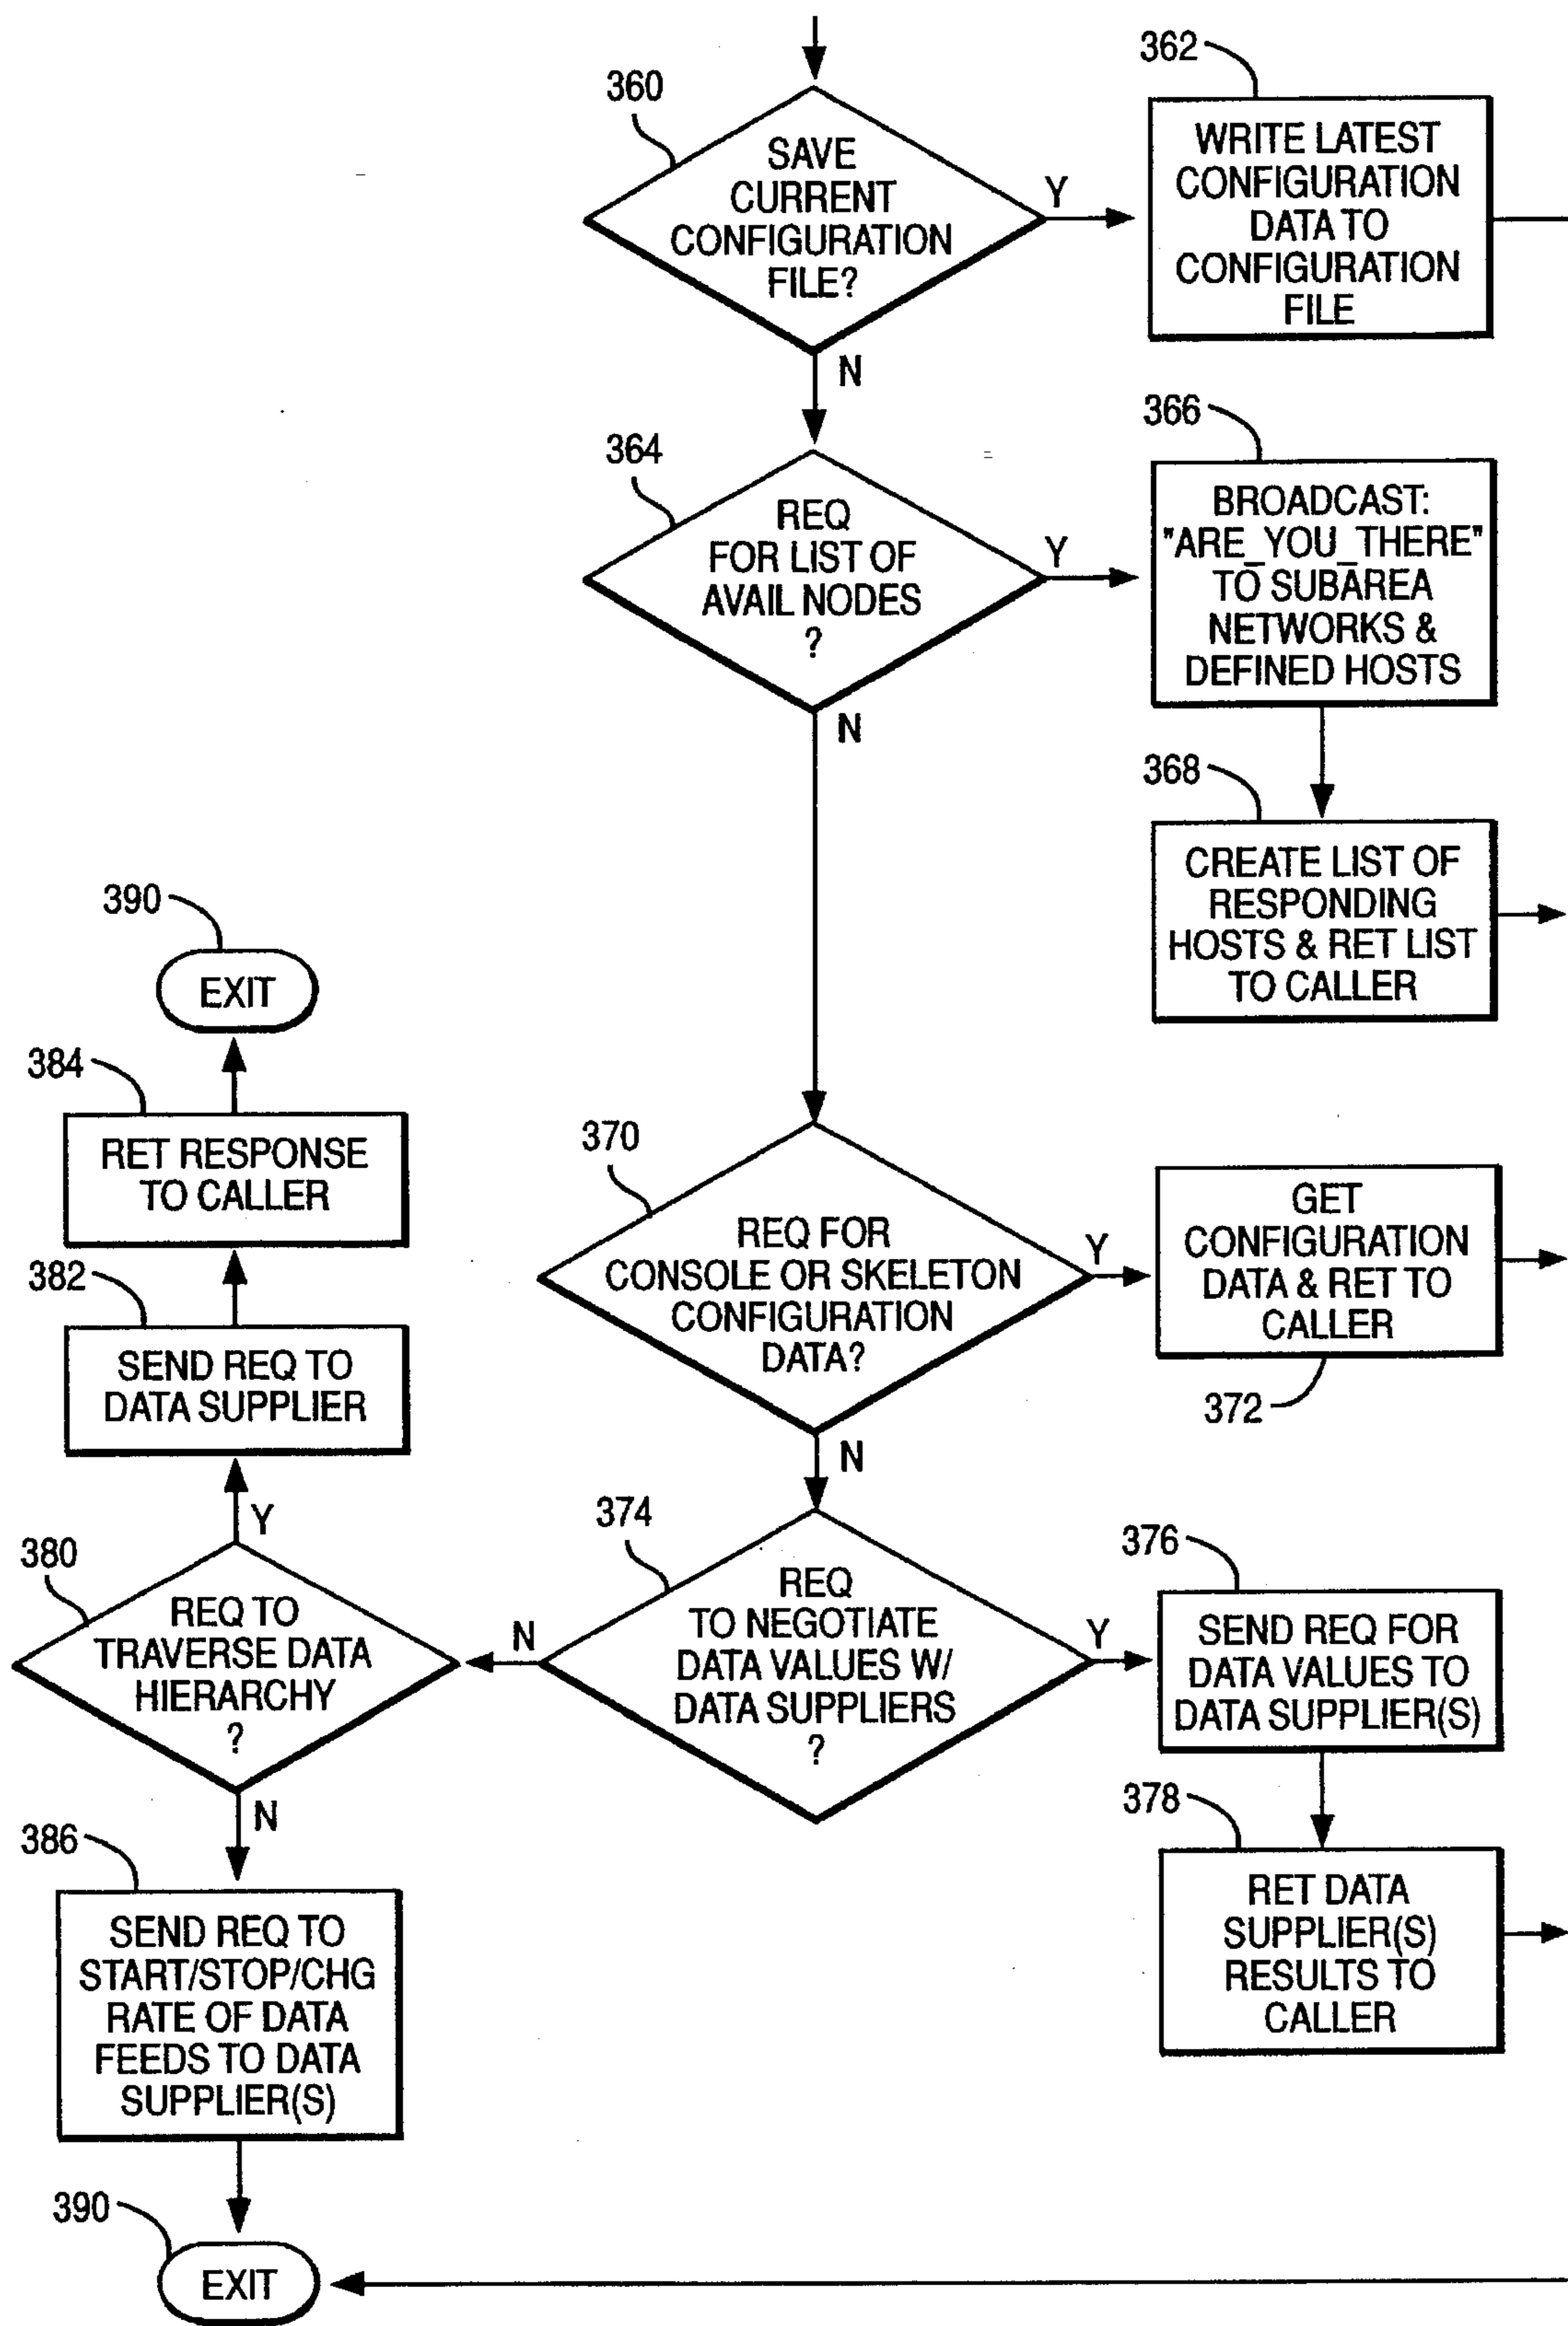 360
SAVE
CURRENT
CONFIGURATION
FILE?
Y
N
362
WRITE LATEST
CONFIGURATION
DATA TO
CONFIGURATION
FILE
364
REQ
FOR LIST OF
AVAIL NODES
?
Y
N
366
BROADCAST:
"ARE_YOU_THERE"
TO SUBAREA
NETWORKS &
DEFINED HOSTS
368
CREATE LIST OF
RESPONDING
HOSTS & RET LIST
TO CALLER
370
REQ FOR
CONSOLE OR SKELETON
CONFIGURATION
DATA?
Y
N
GET
CONFIGURATION
DATA & RET TO
CALLER
372
374
REQ
TO NEGOTIATE
DATA VALUES W/
DATA SUPPLIERS
?
Y
N
376
SEND REQ FOR
DATA VALUES TO
DATA SUPPLIER(S)
378
RET DATA
SUPPLIER(S)
RESULTS TO
CALLER
380
REQ TO
TRAVERSE DATA
HIERARCHY
?
Y
N
382
SEND REQ TO
DATA SUPPLIER
384
RET RESPONSE
TO CALLER
390
EXIT
386
SEND REQ TO
START/STOP/CHG
RATE OF DATA
FEEDS TO DATA
SUPPLIER(S)
390
EXIT